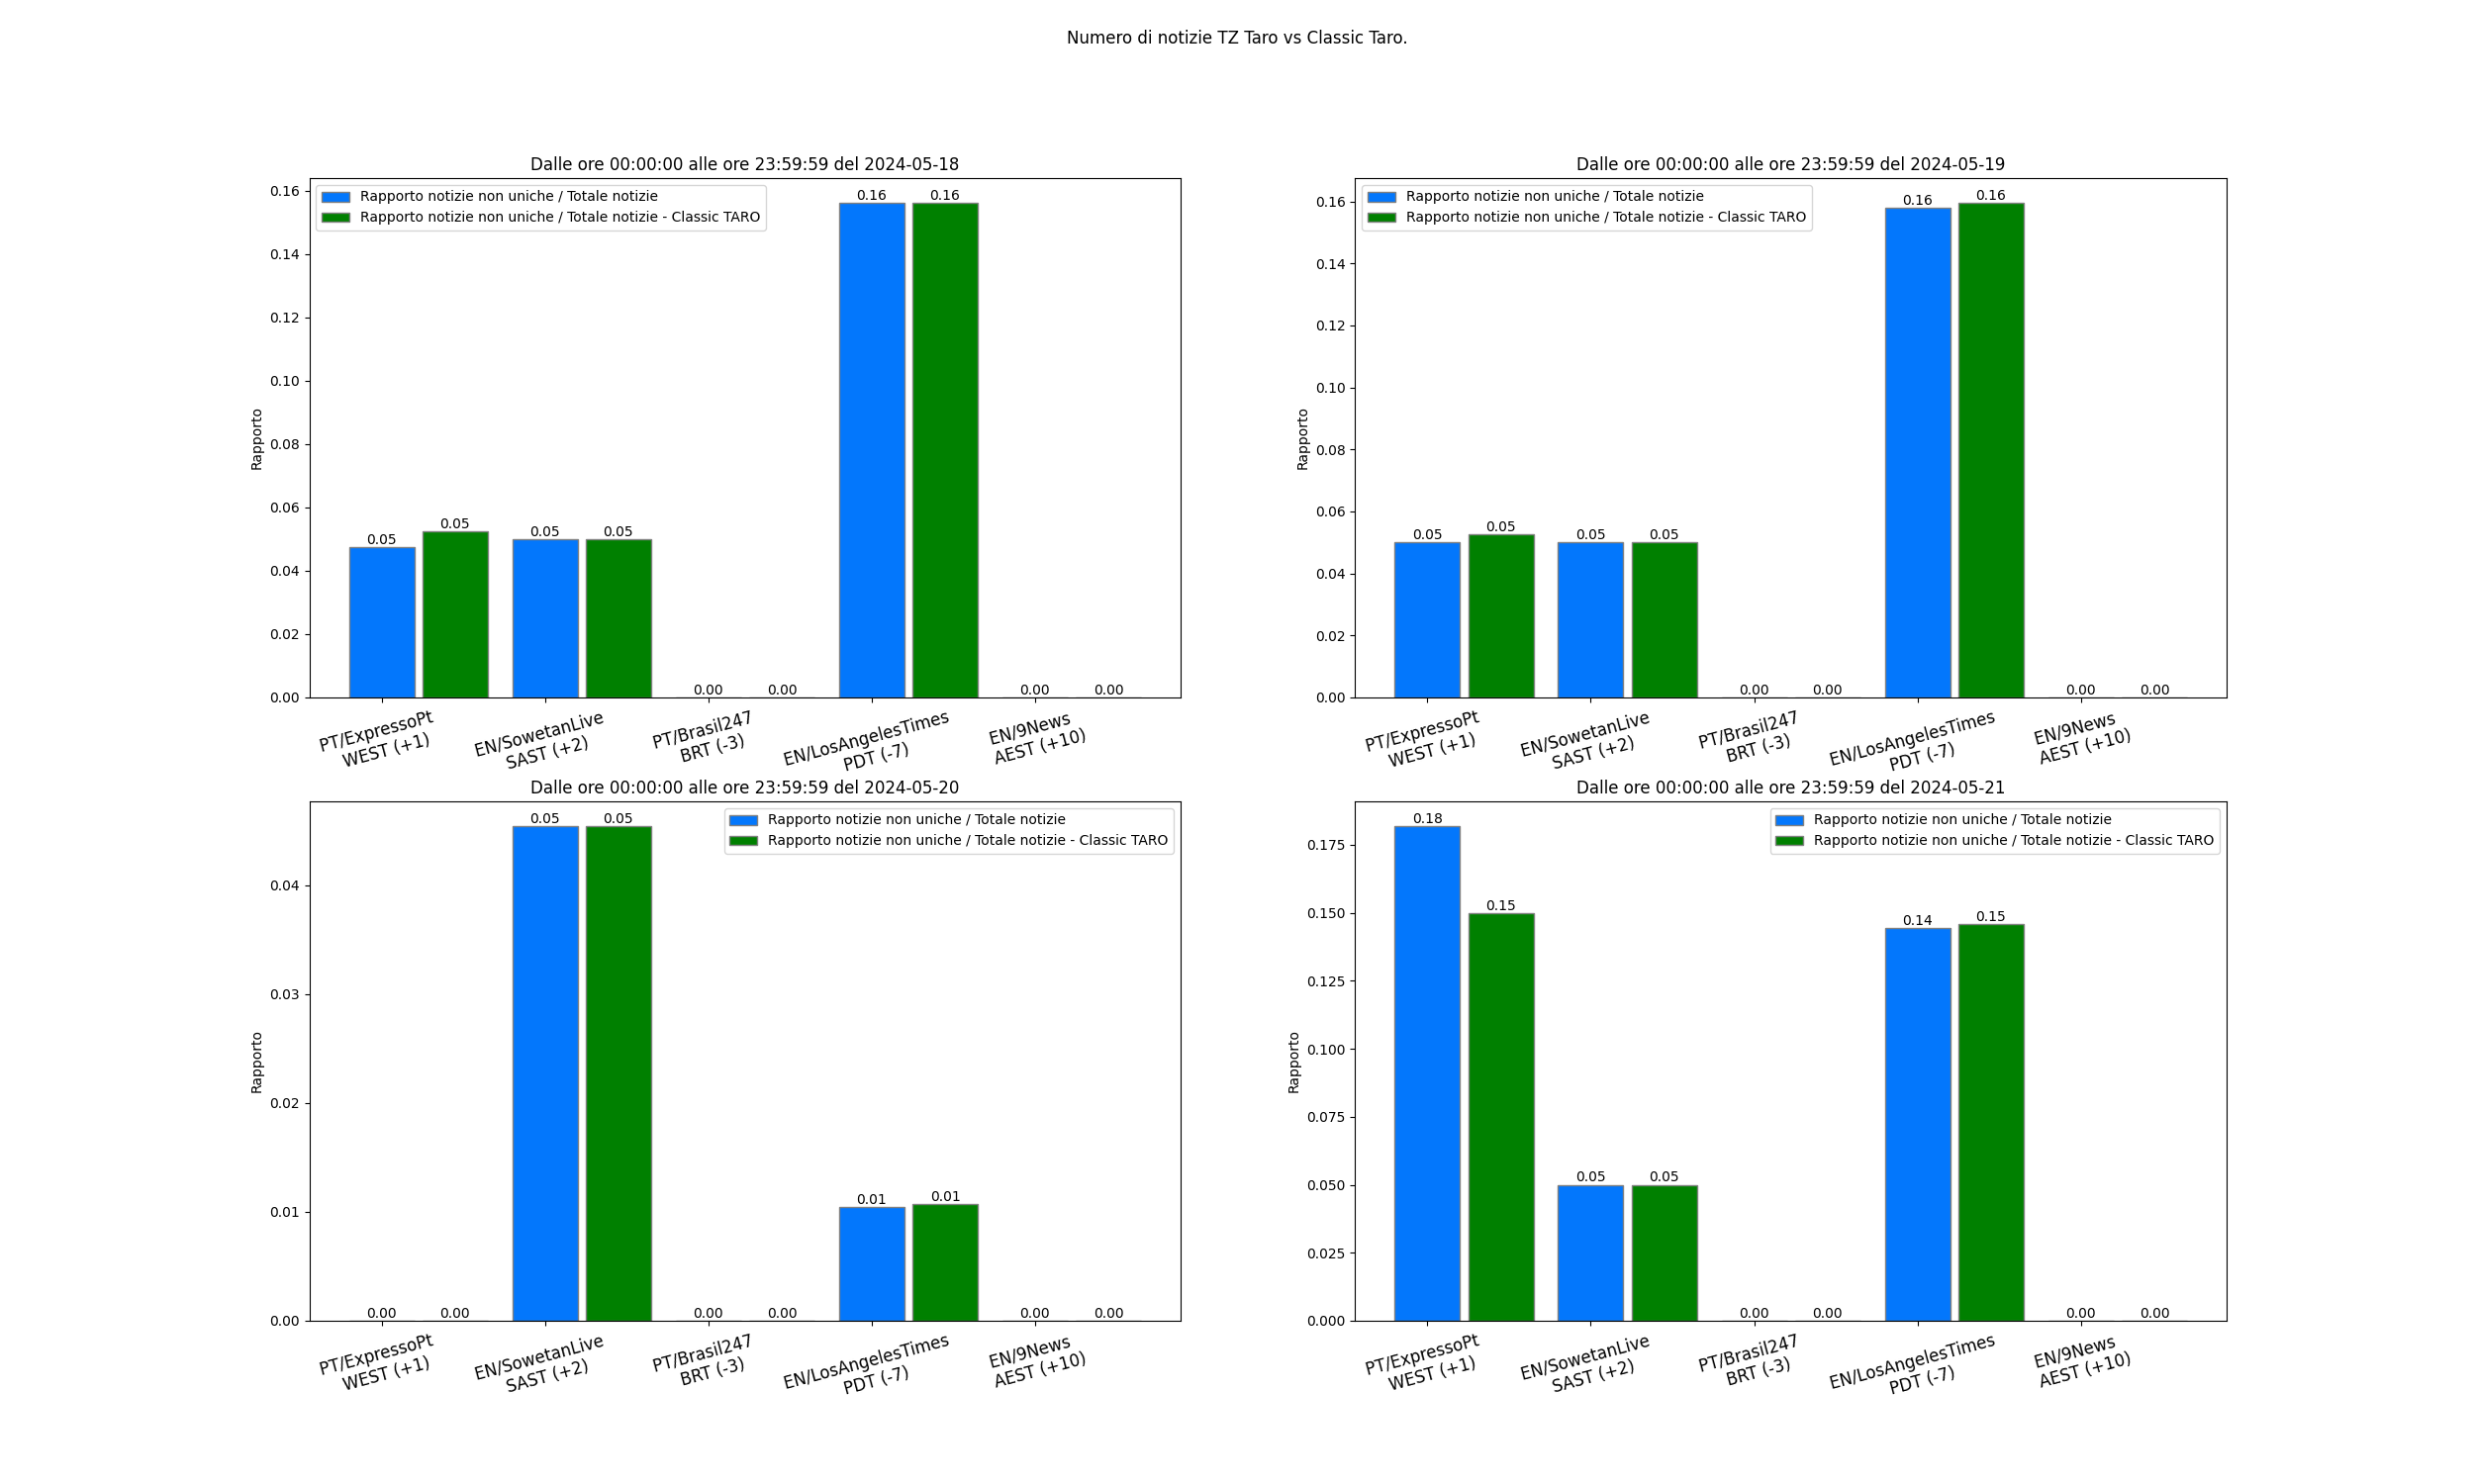 Numero di notizie TZ Taro vs Classic Taro.
Dalle ore 00:00:00 alle ore 23:59:59 del 2024-05-18
Rapporto notizie non uniche / Totale notizie
Rapporto notizie non uniche / Totale notizie - Classic TARO
Rapporto
0.16
0.14
0.12
0.10
0.08
0.06
0.04
0.02
0.00
0.05
0.05
0.05
0.05
0.00
0.00
0.16
0.16
0.00
0.00
PT/ExpressoPt
WEST (+1)
EN/SowetanLive
SAST (+2)
PT/Brasil247
BRT (-3)
EN/LosAngelesTimes
PDT (-7)
EN/9News
AEST (+10)
Dalle ore 00:00:00 alle ore 23:59:59 del 2024-05-19
Rapporto notizie non uniche / Totale notizie
Rapporto notizie non uniche / Totale notizie - Classic TARO
Rapporto
0.16
0.14
0.12
0.10
0.08
0.06
0.04
0.02
0.00
0.05
0.05
0.05
0.05
0.00
0.00
0.16
0.16
0.00
0.00
PT/ExpressoPt
WEST (+1)
EN/SowetanLive
SAST (+2)
PT/Brasil247
BRT (-3)
EN/LosAngelesTimes
PDT (-7)
EN/9News
AEST (+10)
Dalle ore 00:00:00 alle ore 23:59:59 del 2024-05-20
Rapporto notizie non uniche / Totale notizie
Rapporto notizie non uniche / Totale notizie - Classic TARO
Rapporto
0.04
0.03
0.02
0.01
0.00
0.00
0.00
0.05
0.05
0.00
0.00
0.01
0.01
0.00
0.00
PT/ExpressoPt
WEST (+1)
EN/SowetanLive
SAST (+2)
PT/Brasil247
BRT (-3)
EN/LosAngelesTimes
PDT (-7)
EN/9News
AEST (+10)
Dalle ore 00:00:00 alle ore 23:59:59 del 2024-05-21
Rapporto notizie non uniche / Totale notizie
Rapporto notizie non uniche / Totale notizie - Classic TARO
Rapporto
0.175
0.150
0.125
0.100
0.075
0.050
0.025
0.000
0.18
0.15
0.05
0.05
0.00
0.00
0.14
0.15
0.00
0.00
PT/ExpressoPt
WEST (+1)
EN/SowetanLive
SAST (+2)
PT/Brasil247
BRT (-3)
EN/LosAngelesTimes
PDT (-7)
EN/9News
AEST (+10)